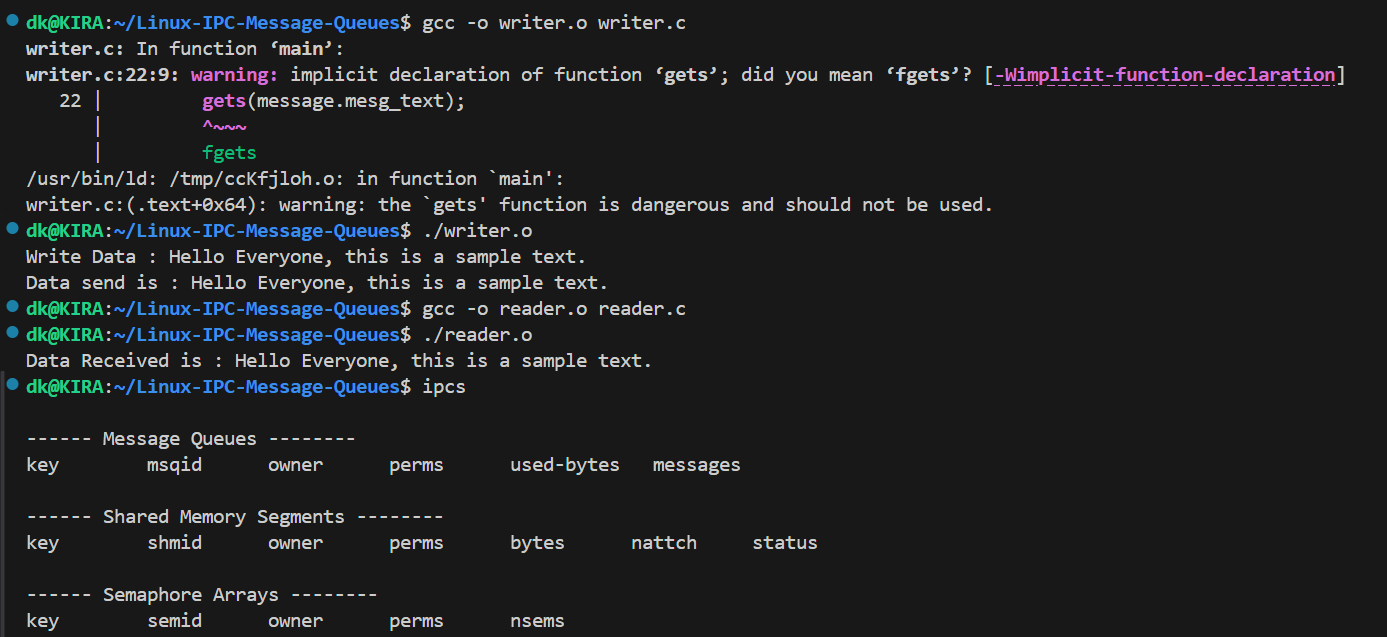 dk@KIRA:~/Linux-IPC-Message-Queues$ gcc -o writer.o writer.c
writer.c: In function ‘main’:
writer.c:22:9: warning: implicit declaration of function ‘gets’; did you mean ‘fgets’? [-Wimplicit-function-declaration]
   22 |         gets(message.mesg_text);
      |         ^~~~
      |         fgets
/usr/bin/ld: /tmp/ccKfjloh.o: in function `main':
writer.c:(.text+0x64): warning: the `gets' function is dangerous and should not be used.
dk@KIRA:~/Linux-IPC-Message-Queues$ ./writer.o
Write Data : Hello Everyone, this is a sample text.
Data send is : Hello Everyone, this is a sample text.
dk@KIRA:~/Linux-IPC-Message-Queues$ gcc -o reader.o reader.c
dk@KIRA:~/Linux-IPC-Message-Queues$ ./reader.o
Data Received is : Hello Everyone, this is a sample text.
dk@KIRA:~/Linux-IPC-Message-Queues$ ipcs
------ Message Queues --------
key        msqid      owner      perms      used-bytes   messages
------ Shared Memory Segments --------
key        shmid      owner      perms      bytes      nattch     status
------ Semaphore Arrays --------
key        semid      owner      perms      nsems